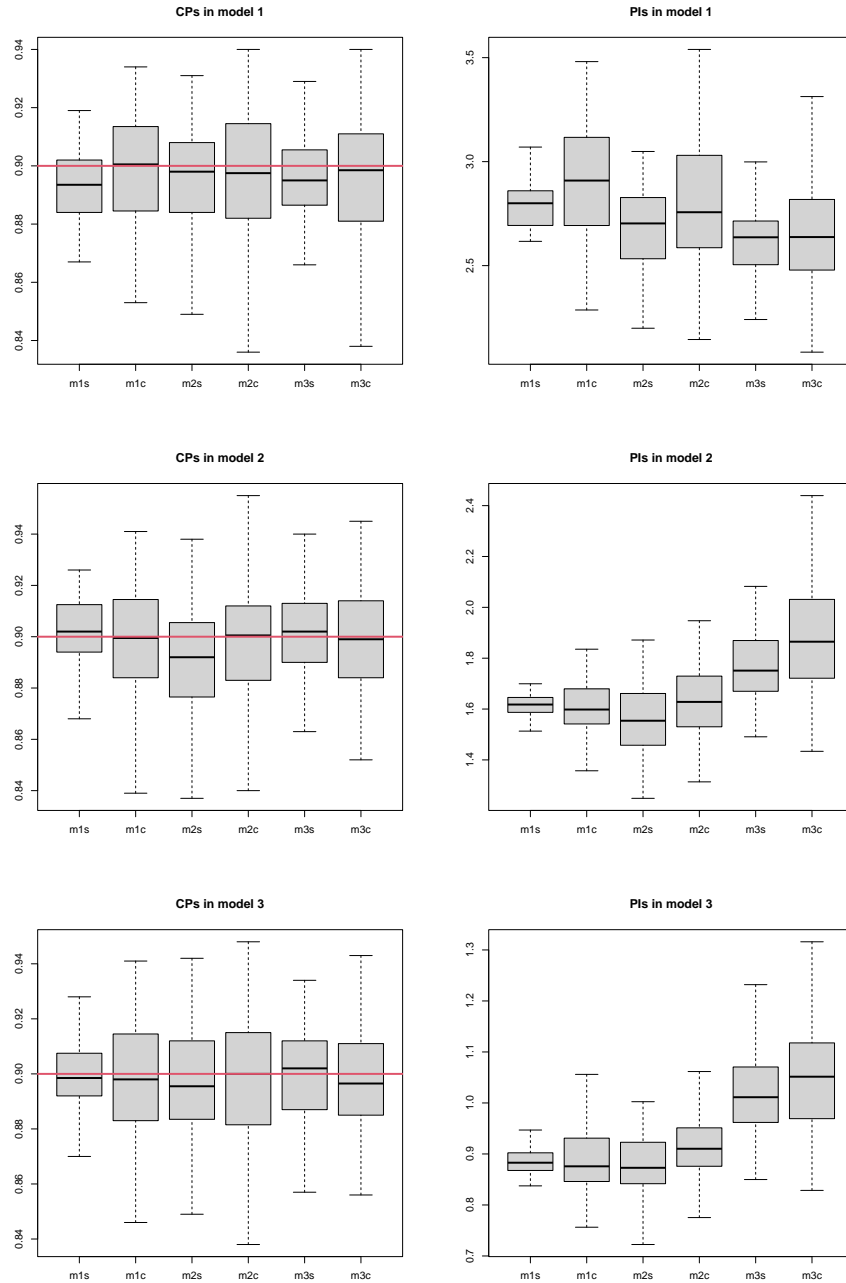 CPs in model 1
0.94
0.92
0.90
0.88
0.86
0.84
m1s m1c m2s m2c m3s m3c
PIs in model 1
3.5
3.0
2.5
m1s m1c m2s m2c m3s m3c
CPs in model 2
0.94
0.92
0.90
0.88
0.86
0.84
m1s m1c m2s m2c m3s m3c
PIs in model 2
2.4
2.2
2.0
1.8
1.6
1.4
m1s m1c m2s m2c m3s m3c
CPs in model 3
0.94
0.92
0.90
0.88
0.86
0.84
m1s m1c m2s m2c m3s m3c
PIs in model 3
1.3
1.2
1.1
1.0
0.9
0.8
0.7
m1s m1c m2s m2c m3s m3c